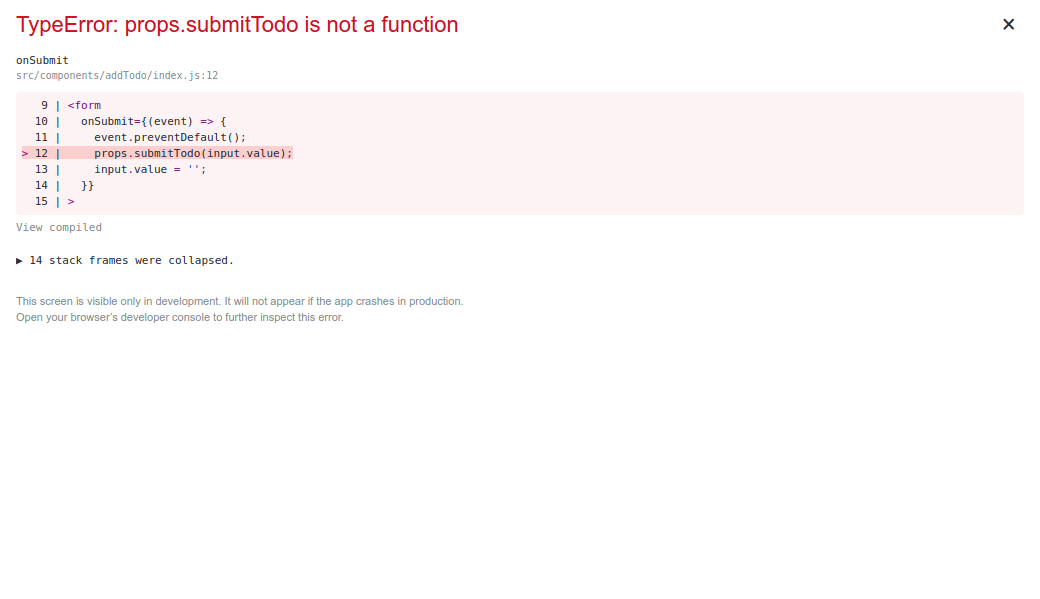 TypeError: props.submitTodo is not a function
×
onSubmit
src/components/addTodo/index.js:12
   9 | <form
  10 |   onSubmit={(event) => {
  11 |     event.preventDefault();
> 12 |     props.submitTodo(input.value);
  13 |     input.value = '';
  14 |   }}
  15 | >
View compiled
▶ 14 stack frames were collapsed.
This screen is visible only in development. It will not appear if the app crashes in production.
Open your browser's developer console to further inspect this error.